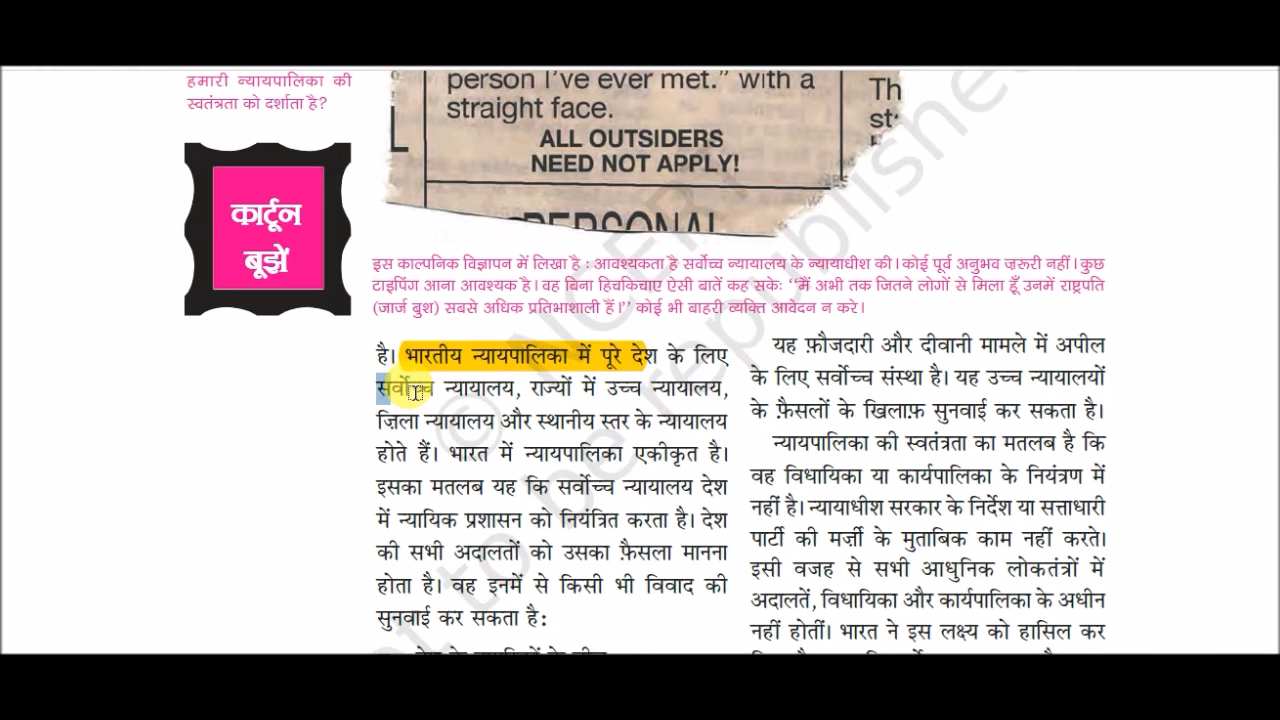 हमारी न्यायपालिका की
स्वतंत्रता को दर्शाता है?
कार्टून
बूझें
person I've ever met." with a
straight face.
ALL OUTSIDERS
NEED NOT APPLY!
PERSONAL
Th
इस काल्पनिक विज्ञापन में लिखा है : आवश्यकता है सर्वोच्च न्यायालय के न्यायाधीश की। कोई पूर्व अनुभव ज़रूरी नहीं। कुछ
टाइपिंग आना आवश्यक है। वह बिना हिचकिचाए ऐसी बातें कह सकेः ‘‘मैं अभी तक जितने लोगों से मिला हूँ उनमें राष्ट्रपति
(जार्ज बुश) सबसे अधिक प्रतिभाशाली हैं।’’ कोई भी बाहरी व्यक्ति आवेदन न करे।
है। भारतीय न्यायपालिका में पूरे देश के लिए
सर्वोच्च न्यायालय, राज्यों में उच्च न्यायालय,
जिला न्यायालय और स्थानीय स्तर के न्यायालय
होते हैं। भारत में न्यायपालिका एकीकृत है।
इसका मतलब यह कि सर्वोच्च न्यायालय देश
में न्यायिक प्रशासन को नियंत्रित करता है। देश
की सभी अदालतों को उसका फ़ैसला मानना
होता है। वह इनमें से किसी भी विवाद की
सुनवाई कर सकता है:
यह फ़ौजदारी और दीवानी मामले में अपील
के लिए सर्वोच्च संस्था है। यह उच्च न्यायालयों
के फ़ैसलों के खिलाफ़ सुनवाई कर सकता है।
न्यायपालिका की स्वतंत्रता का मतलब है कि
वह विधायिका या कार्यपालिका के नियंत्रण में
नहीं है। न्यायाधीश सरकार के निर्देश या सत्ताधारी
पार्टी की मर्ज़ी के मुताबिक काम नहीं करते।
इसी वजह से सभी आधुनिक लोकतंत्रों में
अदालतें, विधायिका और कार्यपालिका के अधीन
नहीं होतीं। भारत ने इस लक्ष्य को हासिल कर
© NCERT
to be republished